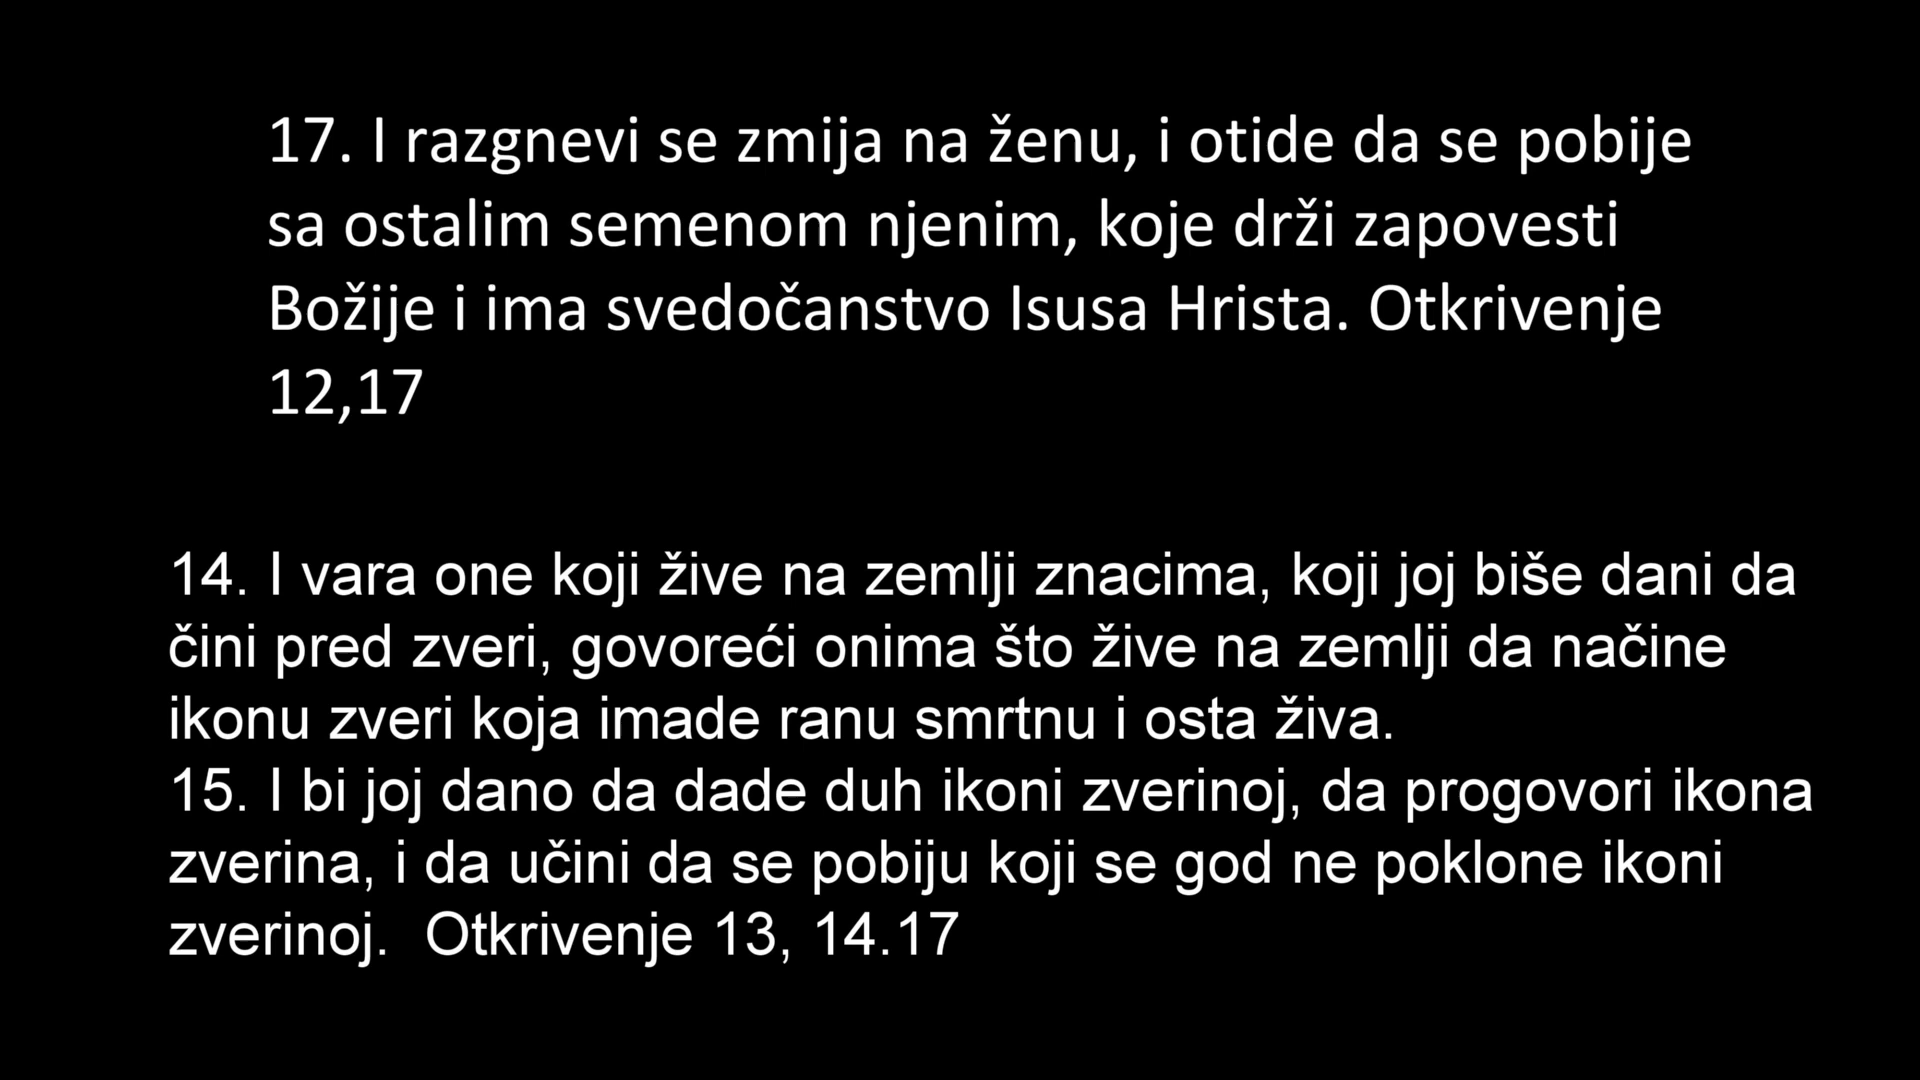 17. I razgnevi se zmija na ženu, i otide da se pobije
sa ostalim semenom njenim, koje drži zapovesti
Božije i ima svedočanstvo Isusa Hrista. Otkrivenje
12,17
14. I vara one koji žive na zemlji znacima, koji joj biše dani da
čini pred zveri, govoreći onima što žive na zemlji da načine
ikonu zveri koja imade ranu smrtnu i osta živa.
15. I bi joj dano da dade duh ikoni zverinoj, da progovori ikona
zverina, i da učini da se pobiju koji se god ne poklone ikoni
zverinoj.  Otkrivenje 13, 14.17